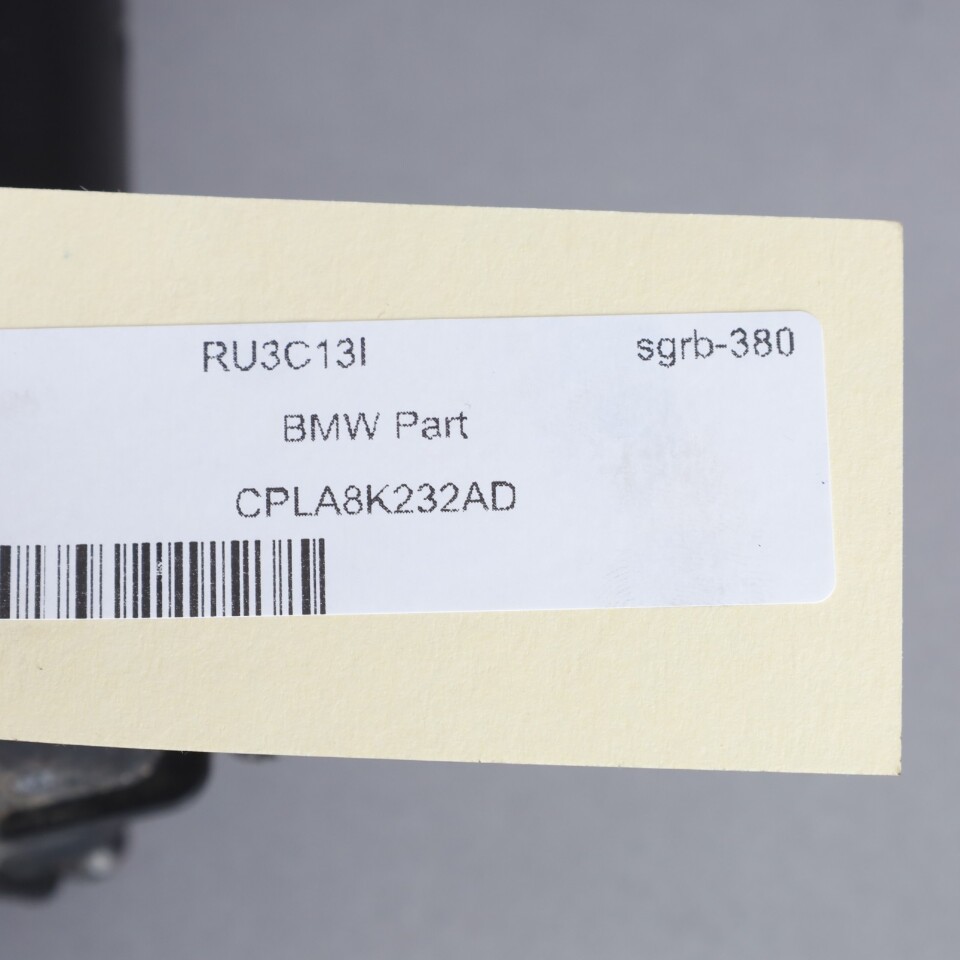 RU3C13I sgrb-380
BMW Part
CPLA8K232AD